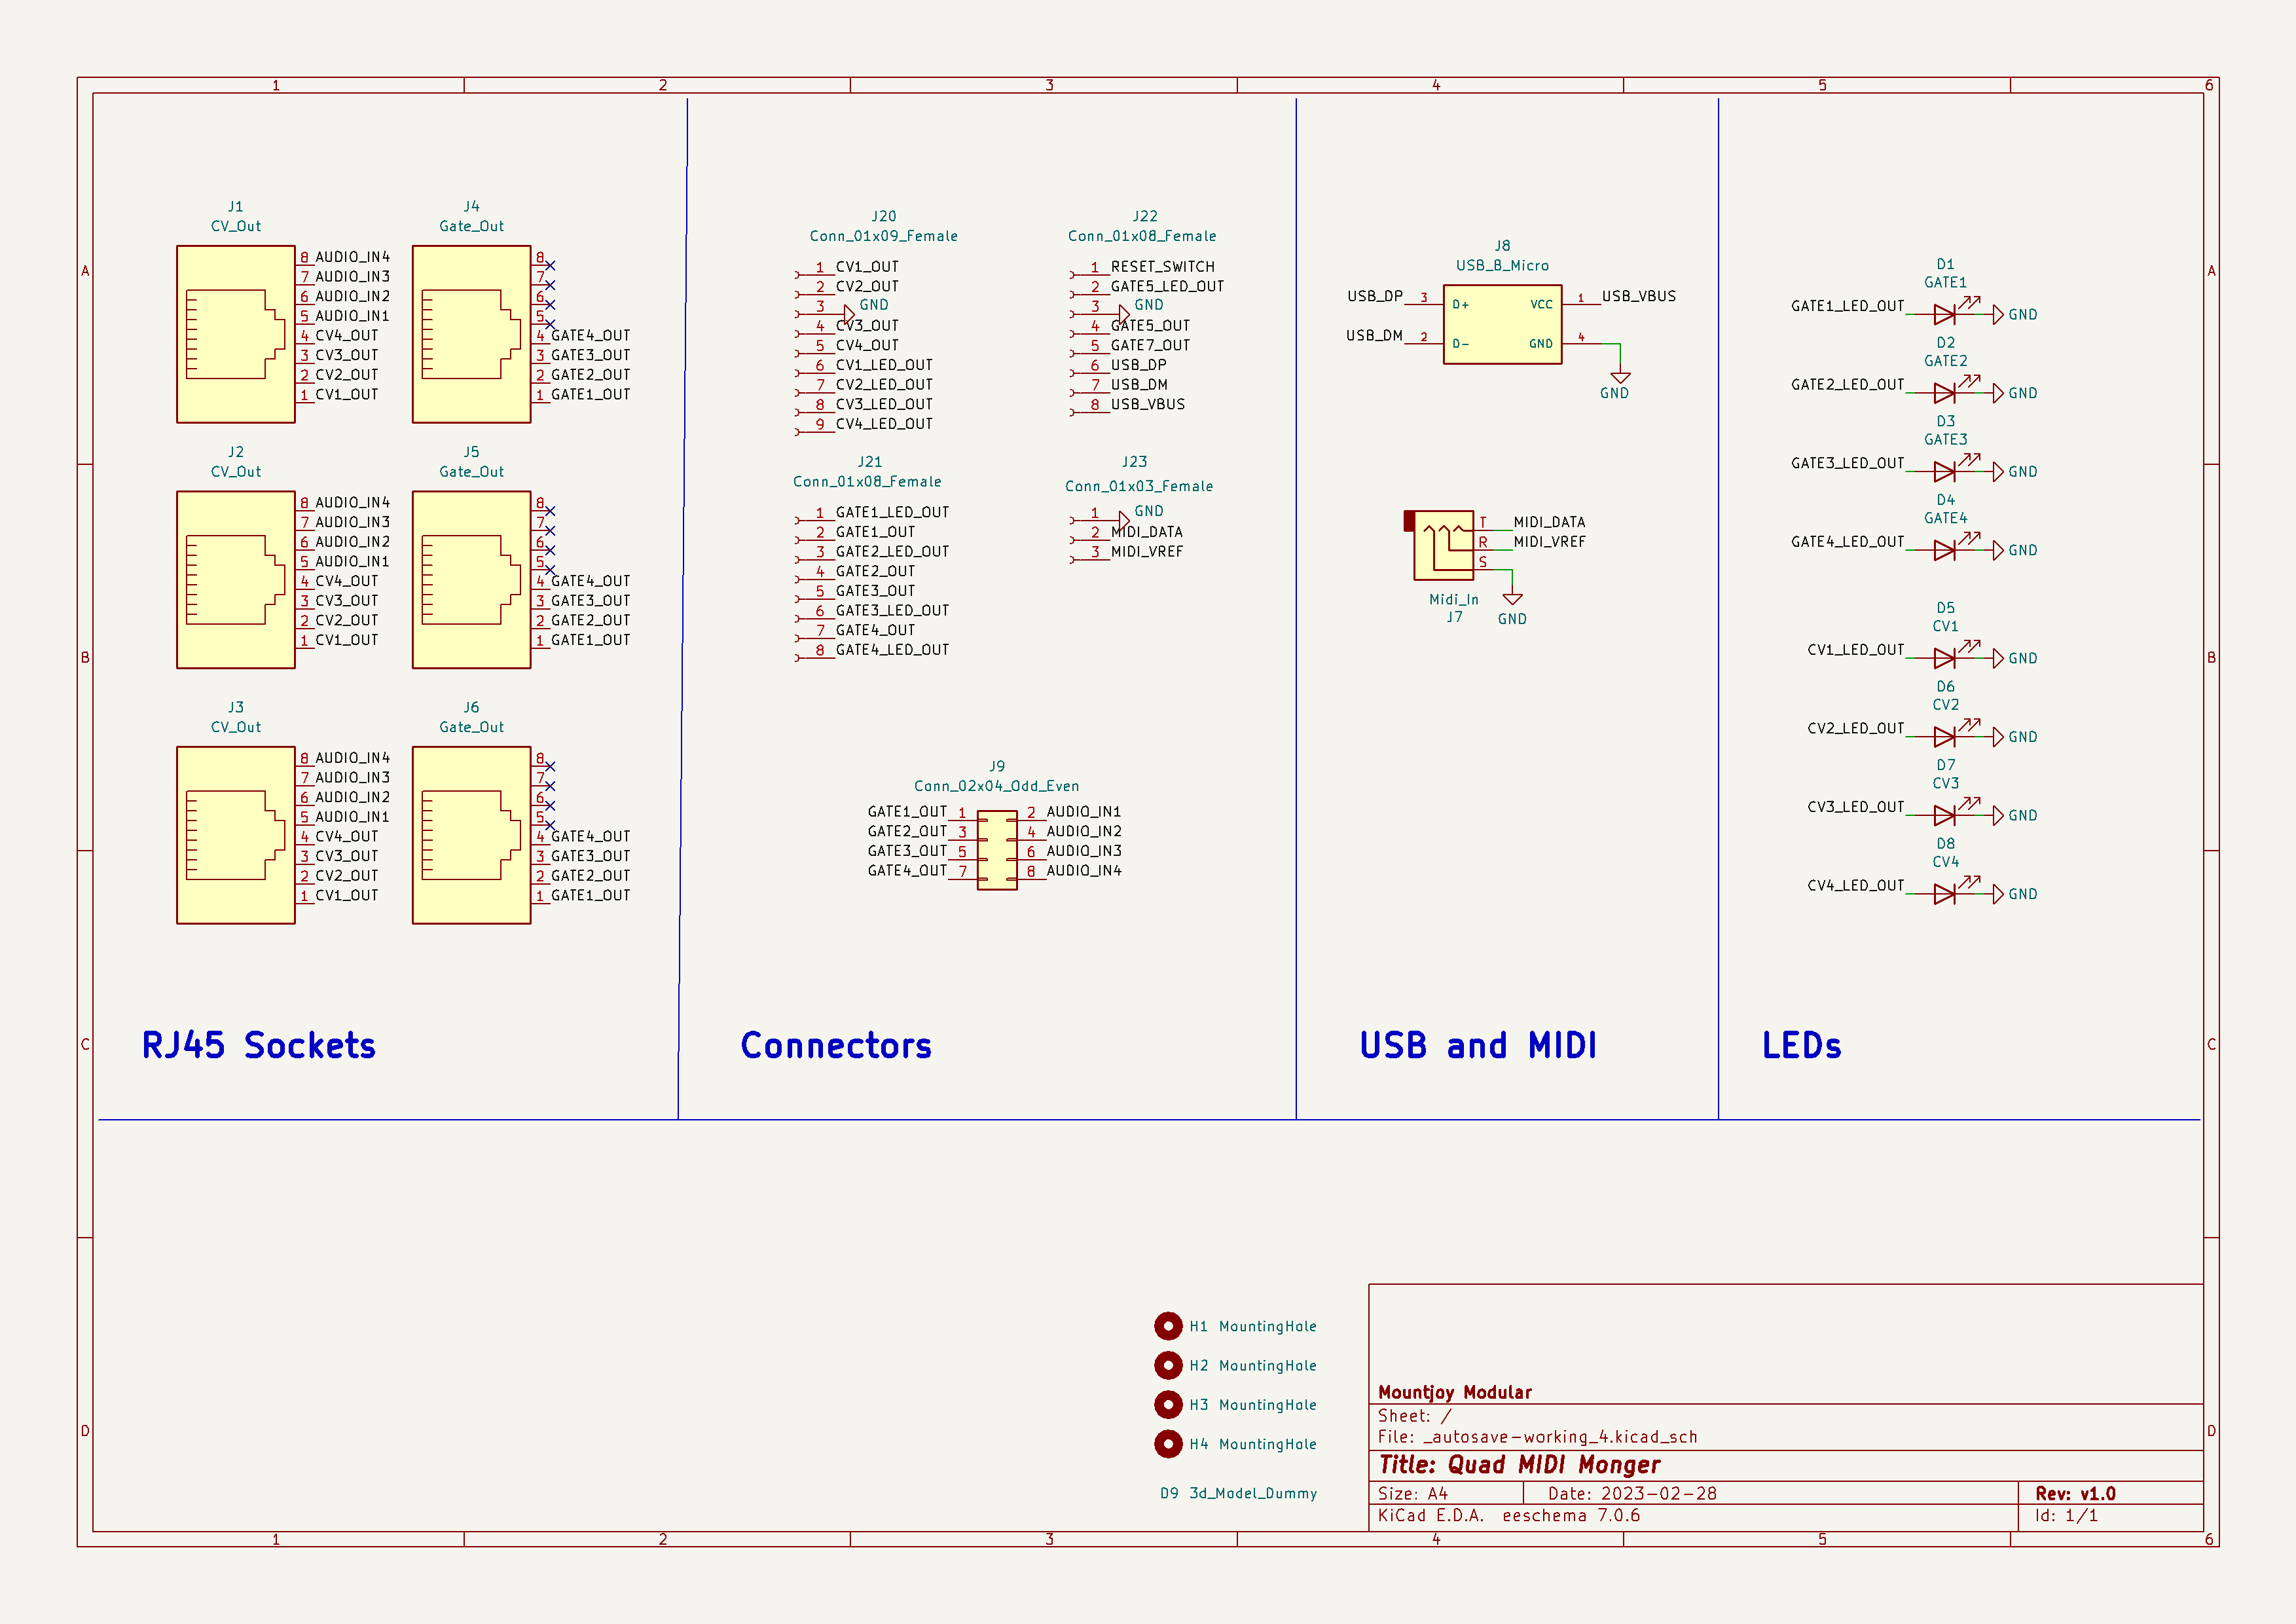 1 2 3 4 5 6
A
B
C
D
J1
CV_Out
8 AUDIO_IN4
7 AUDIO_IN3
6 AUDIO_IN2
5 AUDIO_IN1
4 CV4_OUT
3 CV3_OUT
2 CV2_OUT
1 CV1_OUT
J4
Gate_Out
8
7
6
5
4 GATE4_OUT
3 GATE3_OUT
2 GATE2_OUT
1 GATE1_OUT
J2
CV_Out
8 AUDIO_IN4
7 AUDIO_IN3
6 AUDIO_IN2
5 AUDIO_IN1
4 CV4_OUT
3 CV3_OUT
2 CV2_OUT
1 CV1_OUT
J5
Gate_Out
8
7
6
5
4 GATE4_OUT
3 GATE3_OUT
2 GATE2_OUT
1 GATE1_OUT
J3
CV_Out
8 AUDIO_IN4
7 AUDIO_IN3
6 AUDIO_IN2
5 AUDIO_IN1
4 CV4_OUT
3 CV3_OUT
2 CV2_OUT
1 CV1_OUT
J6
Gate_Out
8
7
6
5
4 GATE4_OUT
3 GATE3_OUT
2 GATE2_OUT
1 GATE1_OUT
RJ45 Sockets
J20
Conn_01x09_Female
1 CV1_OUT
2 CV2_OUT
3 GND
4 CV3_OUT
5 CV4_OUT
6 CV1_LED_OUT
7 CV2_LED_OUT
8 CV3_LED_OUT
9 CV4_LED_OUT
J22
Conn_01x08_Female
1 RESET_SWITCH
2 GATE5_LED_OUT
3 GND
4 GATE5_OUT
5 GATE7_OUT
6 USB_DP
7 USB_DM
8 USB_VBUS
J21
Conn_01x08_Female
1 GATE1_LED_OUT
2 GATE1_OUT
3 GATE2_LED_OUT
4 GATE2_OUT
5 GATE3_OUT
6 GATE3_LED_OUT
7 GATE4_OUT
8 GATE4_LED_OUT
J23
Conn_01x03_Female
1 GND
2 MIDI_DATA
3 MIDI_VREF
J9
Conn_02x04_Odd_Even
GATE1_OUT 1 2 AUDIO_IN1
GATE2_OUT 3 4 AUDIO_IN2
GATE3_OUT 5 6 AUDIO_IN3
GATE4_OUT 7 8 AUDIO_IN4
Connectors
J8
USB_B_Micro
USB_DP 3 D+ VCC 1 USB_VBUS
USB_DM 2 D- GND 4
GND
T MIDI_DATA
R MIDI_VREF
S
Midi_In
J7
GND
USB and MIDI
D1
GATE1
GATE1_LED_OUT GND
D2
GATE2
GATE2_LED_OUT GND
D3
GATE3
GATE3_LED_OUT GND
D4
GATE4
GATE4_LED_OUT GND
D5
CV1
CV1_LED_OUT GND
D6
CV2
CV2_LED_OUT GND
D7
CV3
CV3_LED_OUT GND
D8
CV4
CV4_LED_OUT GND
LEDs
A
B
C
D
H1 MountingHole
H2 MountingHole
H3 MountingHole
H4 MountingHole
D9 3d_Model_Dummy
Mountjoy Modular
Sheet: /
File: _autosave-working_4.kicad_sch
Title: Quad MIDI Monger
Size: A4 Date: 2023-02-28 Rev: v1.0
KiCad E.D.A. eeschema 7.0.6 Id: 1/1
1 2 3 4 5 6